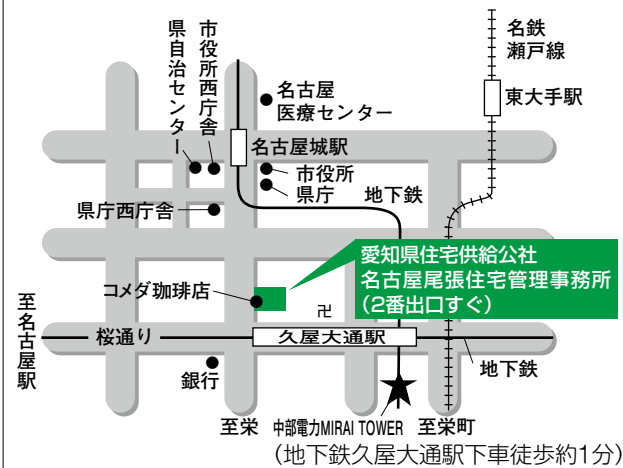 名鉄
瀬戸線
東大手駅
県自治センター
市役所西庁舎
名古屋
医療センター
名古屋城駅
市役所
県庁
地下鉄
県庁西庁舎
愛知県住宅供給公社
名古屋尾張住宅管理事務所
(2番出口すぐ)
コメダ珈琲店
卍
至名古屋駅
桜通り
久屋大通駅
地下鉄
銀行
至栄
中部電力MIRAI TOWER
至栄町
(地下鉄久屋大通駅下車徒歩約1分)